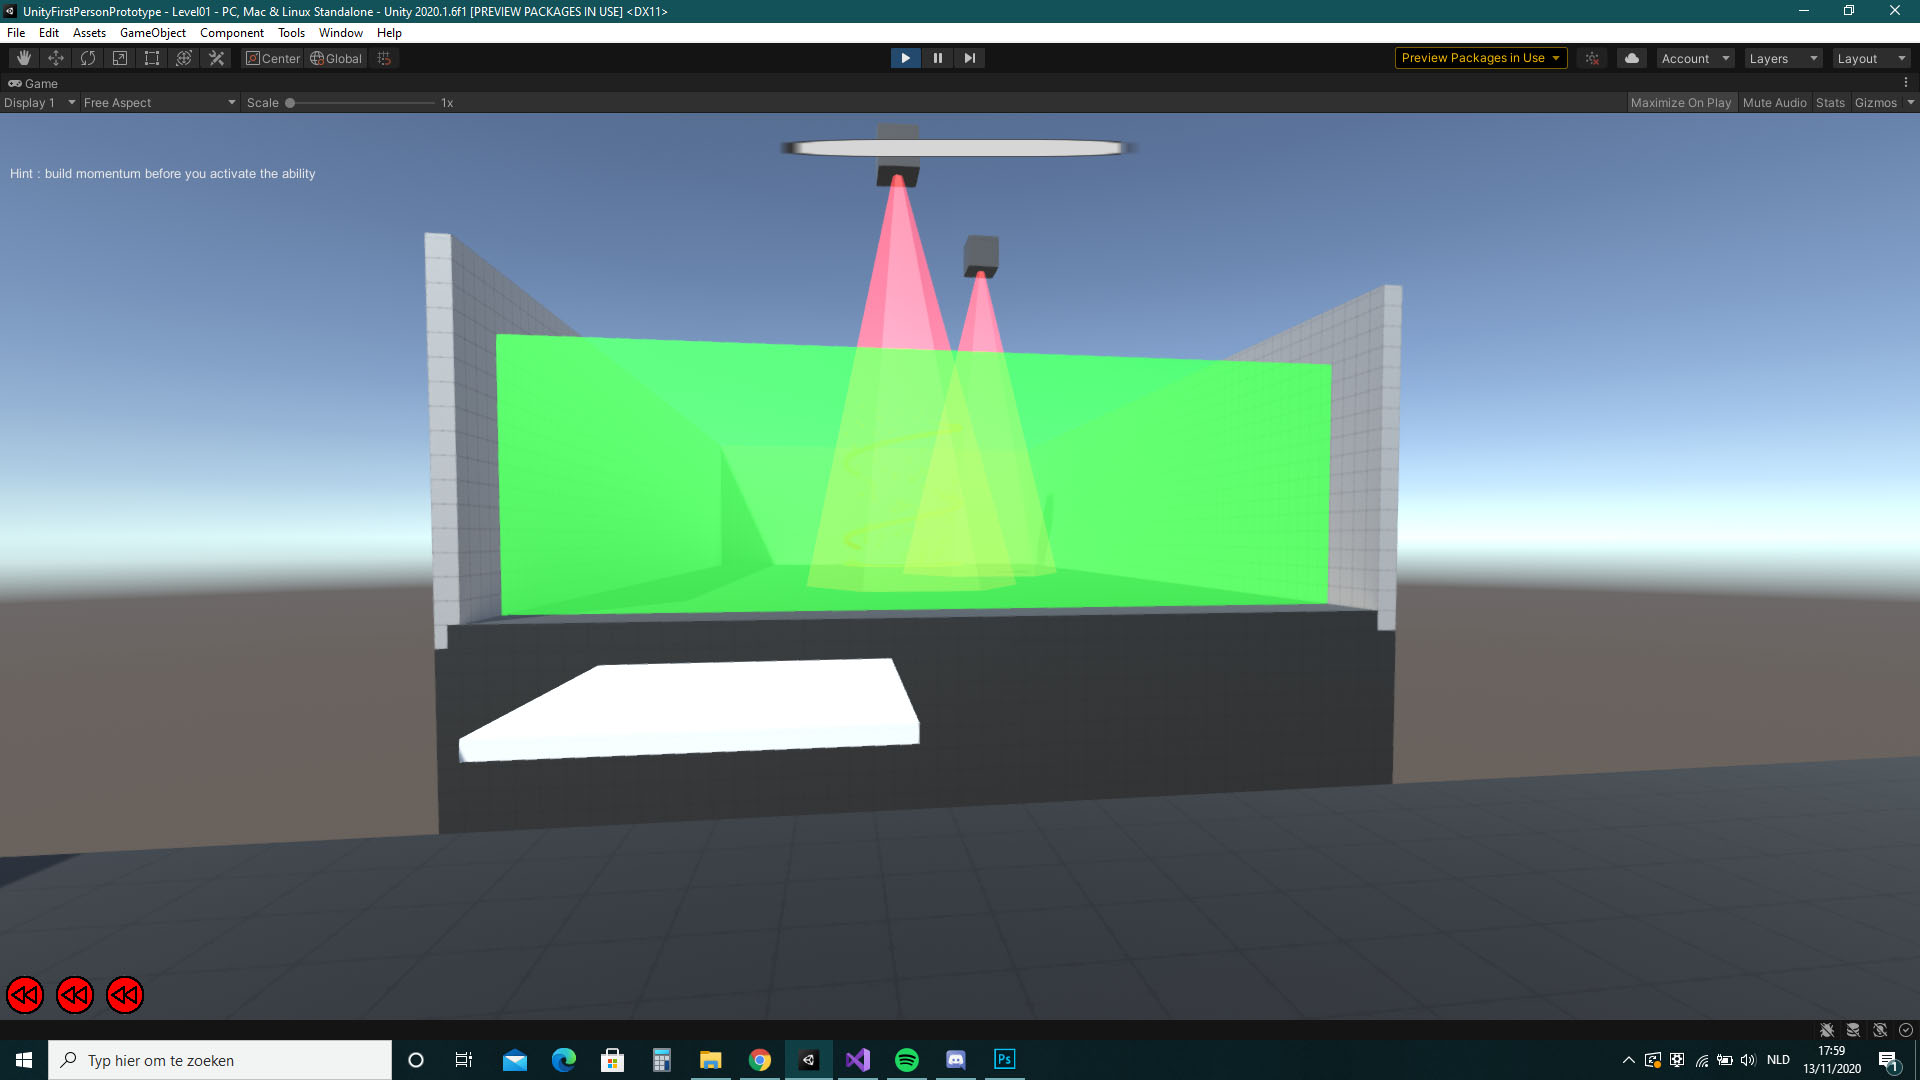 UnityFirstPersonPrototype - Level01 - PC, Mac & Linux Standalone - Unity 2020.1.6f1 [PREVIEW PACKAGES IN USE] <DX11>
File Edit Assets GameObject Component Tools Window Help
Center Global Preview Packages in Use Account Layers Layout
Game
Display 1 Free Aspect Scale 1x Maximize On Play Mute Audio Stats Gizmos
Hint : build momentum before you activate the ability
Typ hier om te zoeken
Ps
NLD
17:59
13/11/2020
1